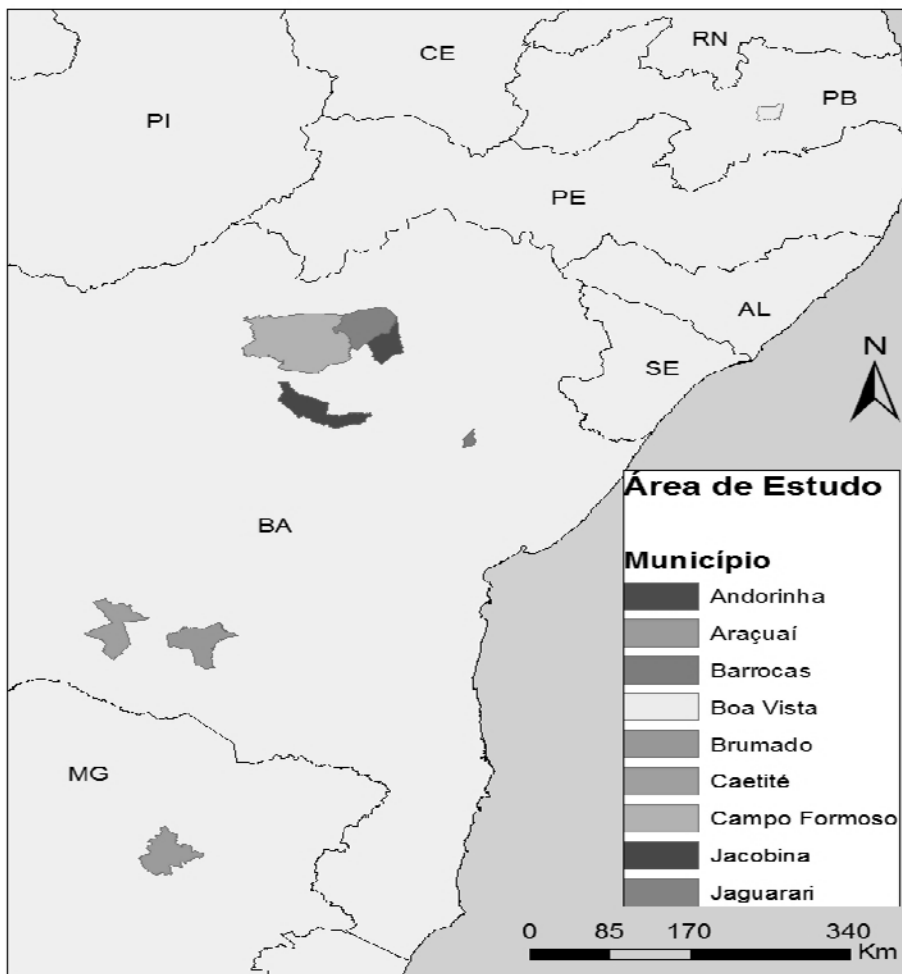 RN
CE
PB
PI
PE
AL
N
SE
Área de Estudo
BA
Município
Andorinha
Araçuaí
Barrocas
Boa Vista
Brumado
MG
Caetité
Campo Formoso
Jacobina
Jaguarari
0 85 170 340
Km